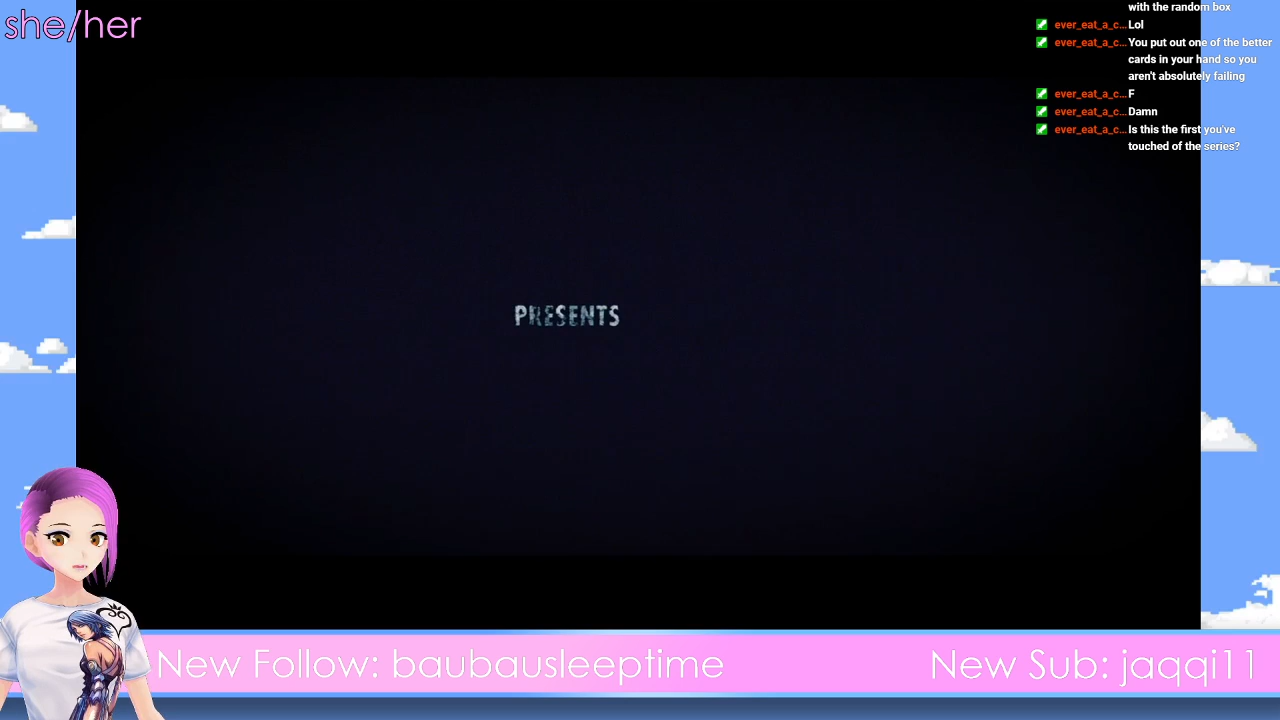 she/her
with the random box
ever_eat_a_c... Lol
ever_eat_a_c... You put out one of the better
cards in your hand so you
aren't absolutely failing
ever_eat_a_c... F
ever_eat_a_c... Damn
ever_eat_a_c... Is this the first you've
touched of the series?
PRESENTS
New Follow: baubausleeptime
New Sub: jaqqi11